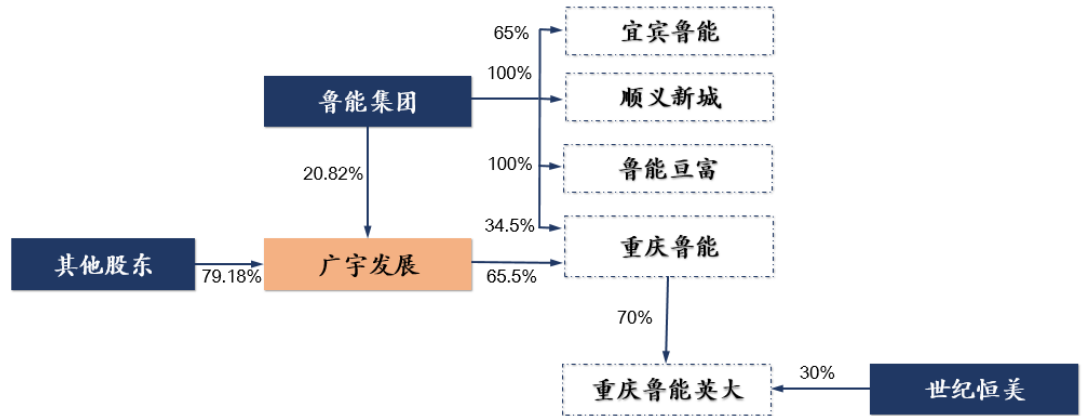 65%
宜宾鲁能
100%
鲁能集团
顺义新城
20.82%
100%
鲁能亘富
34.5%
其他股东
79.18%
广宇发展
65.5%
重庆鲁能
70%
重庆鲁能英大
30%
世纪恒美